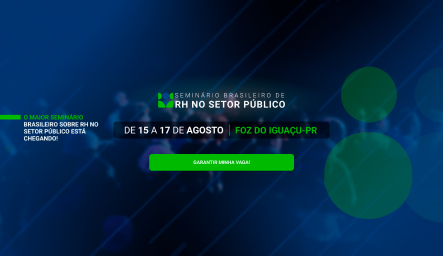 SEMINÁRIO BRASILEIRO DE
RH NO SETOR PÚBLICO
O MAIOR SEMINÁRIO
BRASILEIRO SOBRE RH NO
SETOR PÚBLICO ESTÁ
CHEGANDO!
DE 15 A 17 DE AGOSTO | FOZ DO IGUAÇU-PR
GARANTIR MINHA VAGA!